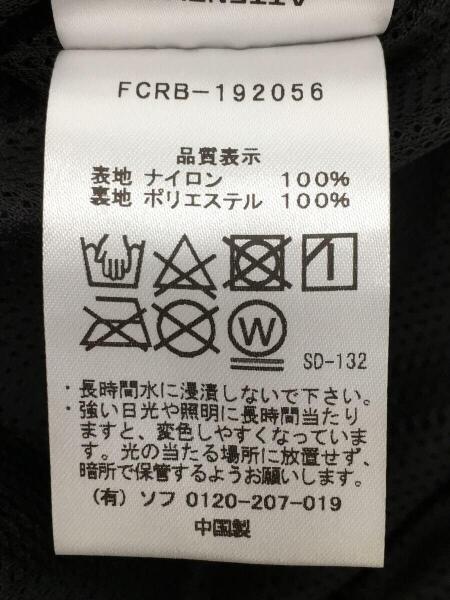 ATTENTI
FCRB-192056
品質表示
表地 ナイロン 100%
裏地 ポリエステル 100%
W
SD-132
・長時間水に浸漬しないで下さい。
・強い日光や照明に長時間当たり
ますと、変色しやすくなっていま
す。光の当たる場所に放置せず、
暗所で保管するようお願いします。
(有) ソフ 0120-207-019
中国製